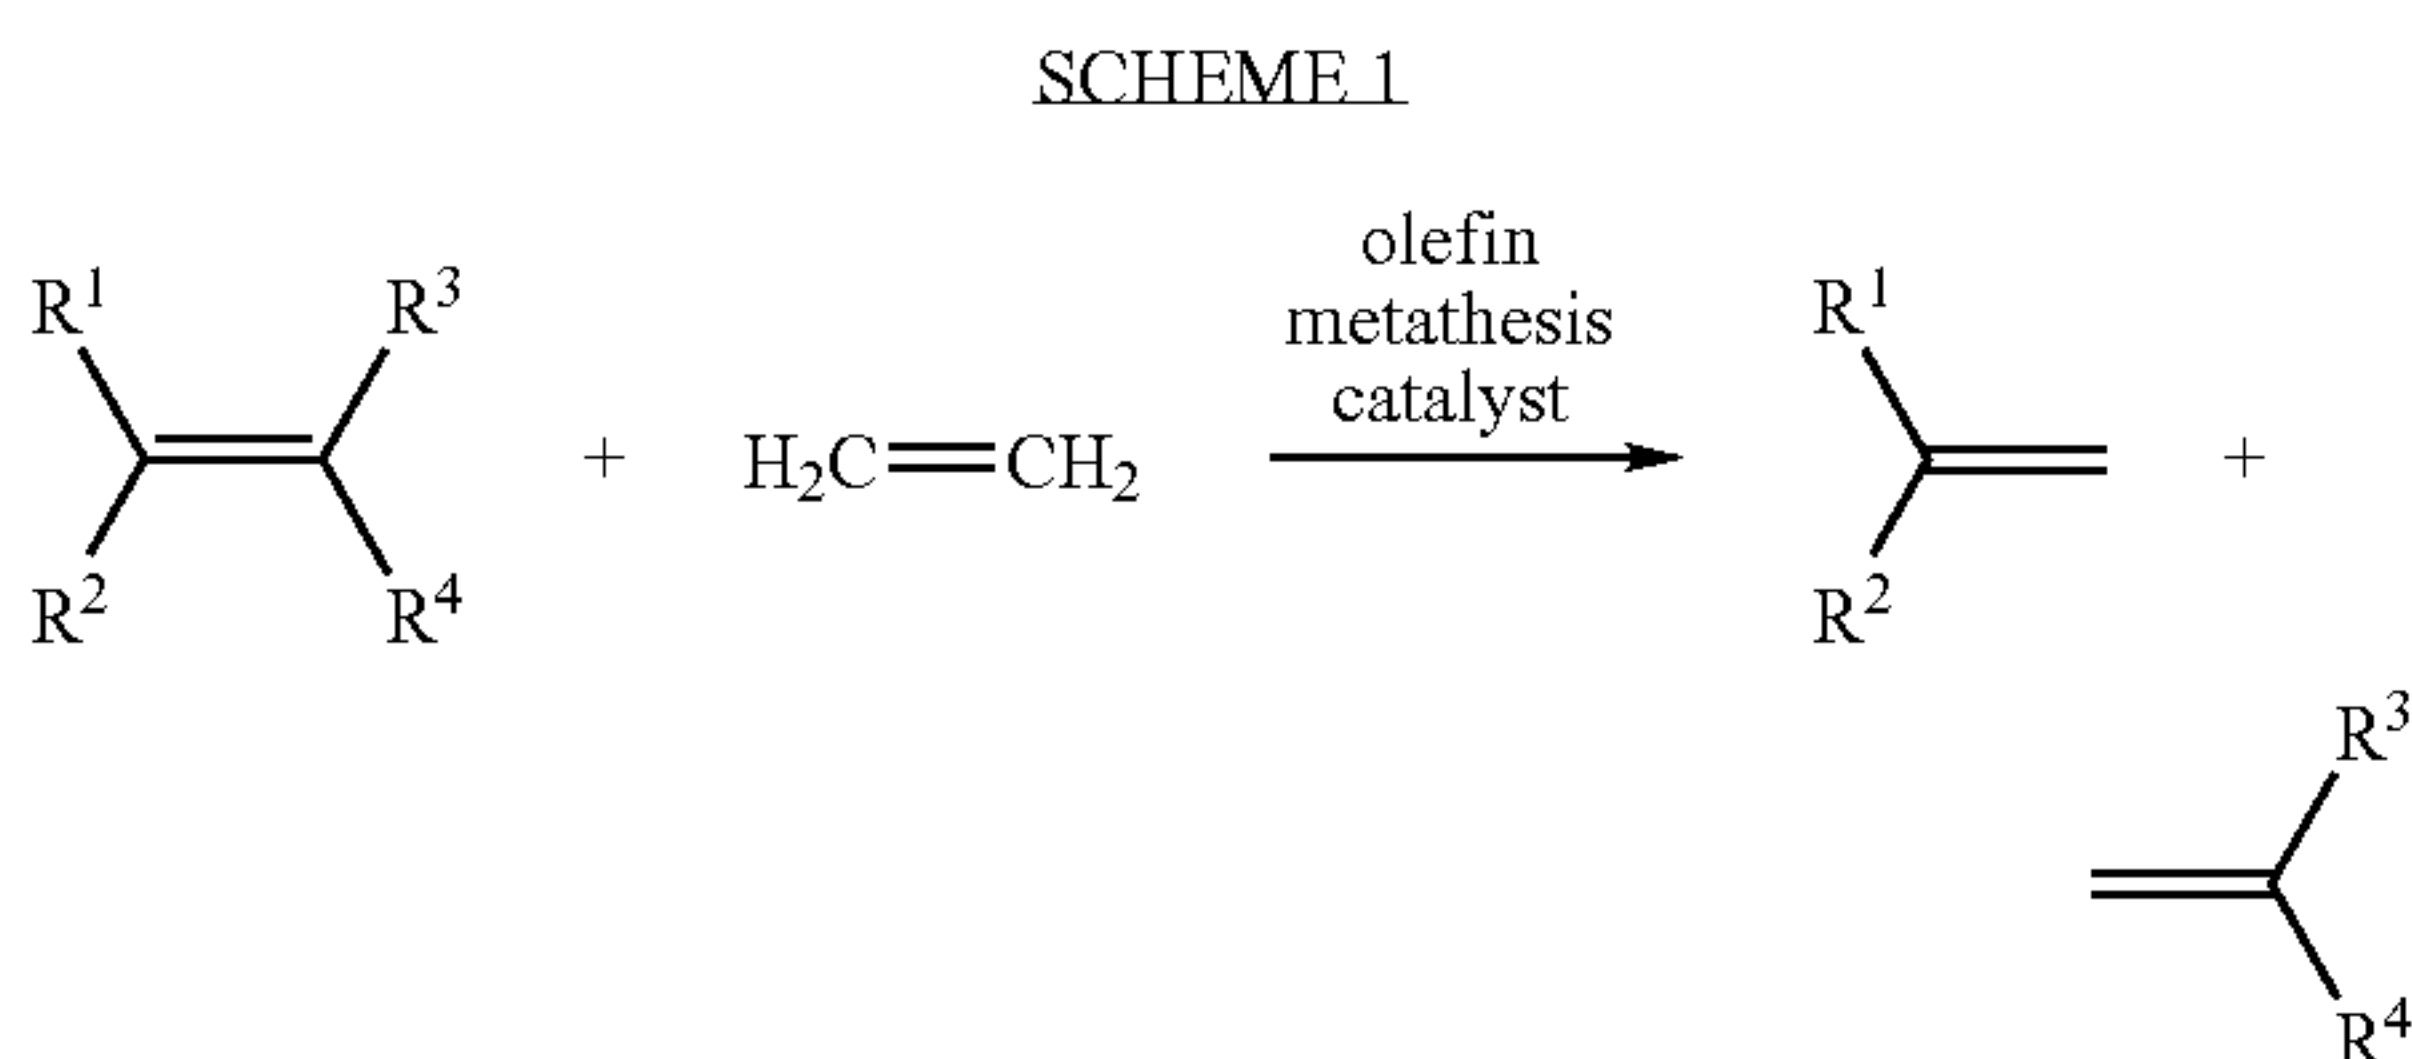 SCHEME 1
olefin
metathesis
catalyst
R¹ R³
R² R⁴
+
H₂C CH₂
R¹
R²
+
R³
R⁴